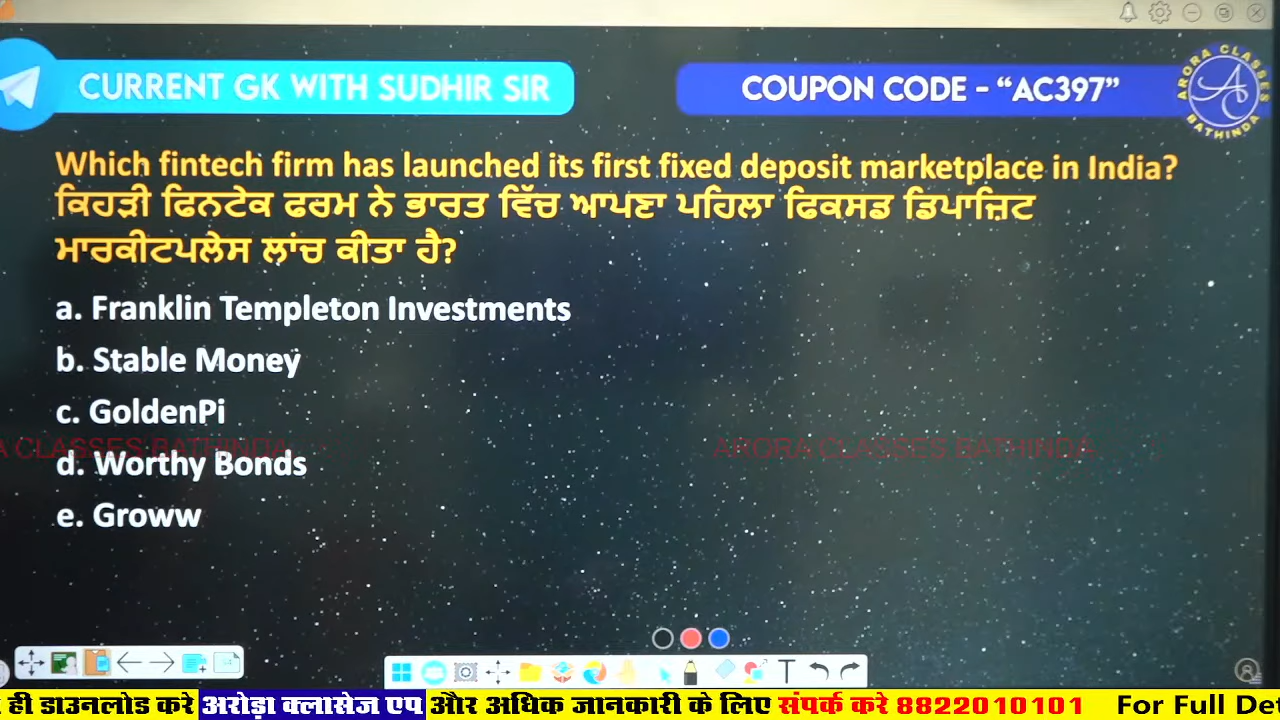 CURRENT GK WITH SUDHIR SIR
COUPON CODE - “AC397”
ARORA CLASSES
AC
BATHINDA
Which fintech firm has launched its first fixed deposit marketplace in India?
ਕਿਹੜੀ ਫਿਨਟੇਕ ਫਰਮ ਨੇ ਭਾਰਤ ਵਿੱਚ ਆਪਣਾ ਪਹਿਲਾ ਫਿਕਸਡ ਡਿਪਾਜ਼ਿਟ
ਮਾਰਕੀਟਪਲੇਸ ਲਾਂਚ ਕੀਤਾ ਹੈ?
a. Franklin Templeton Investments
b. Stable Money
c. GoldenPi
A CLASSES BATHINDA
ARORA CLASSES BATHINDA
d. Worthy Bonds
e. Groww
ही डाउनलोड करे अरोड़ा क्लासेज एप और अधिक जानकारी के लिए संपर्क करे 8822010101 For Full De